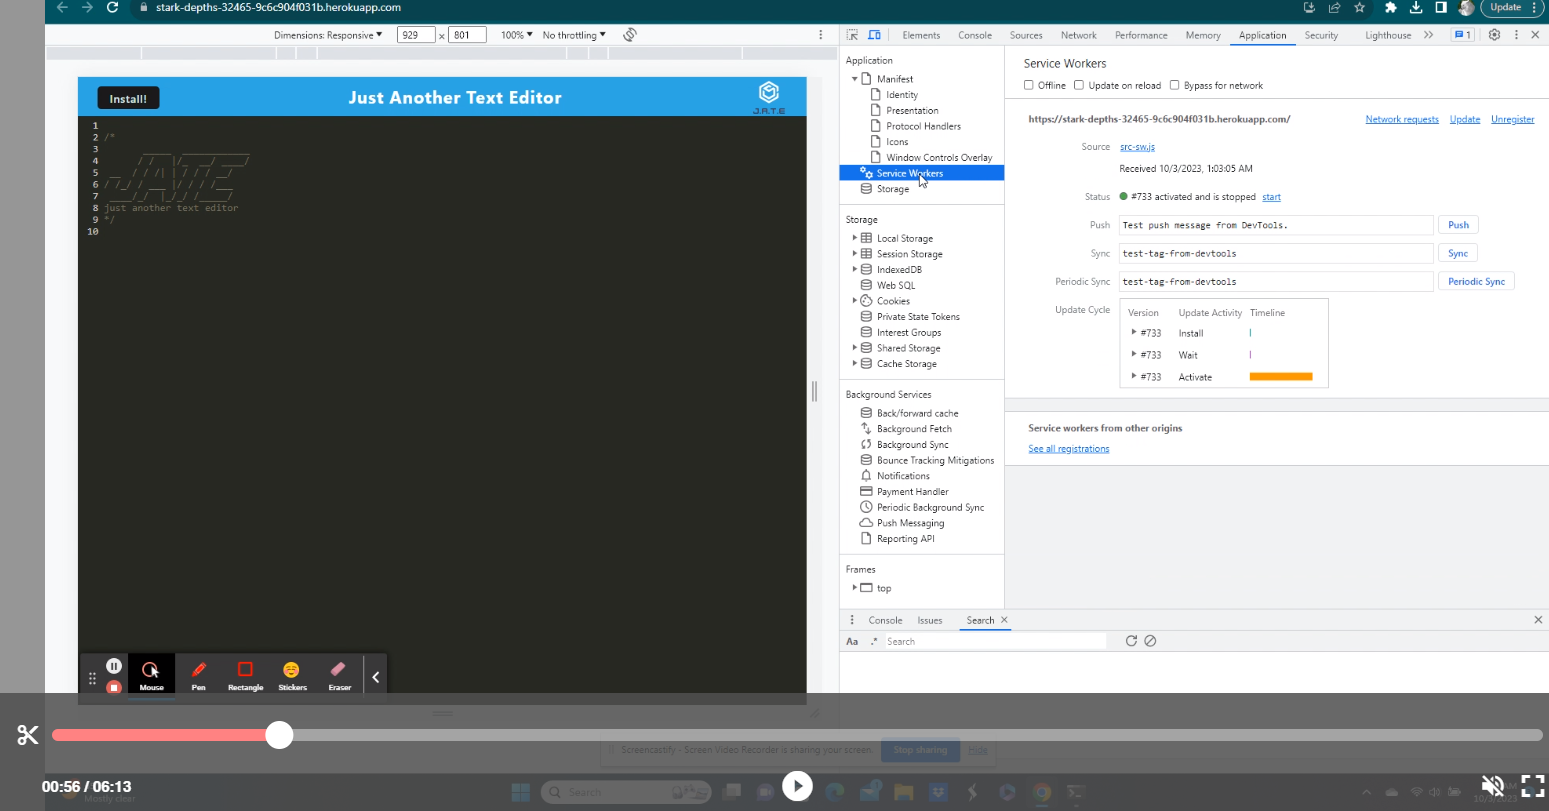 stark-depths-32465-9c6c904f031b.herokuapp.com
Update
Dimensions: Responsive 929 x 801 100% No throttling
Elements Console Sources Network Performance Memory Application Security Lighthouse 1
Install!
Just Another Text Editor
J.A.T.E
1
2 /*
3
4
5
6
7
8 just another text editor
9 */
10
Application
Manifest
Identity
Presentation
Protocol Handlers
Icons
Window Controls Overlay
Service Workers
Storage
Storage
Local Storage
Session Storage
IndexedDB
Web SQL
Cookies
Private State Tokens
Interest Groups
Shared Storage
Cache Storage
Background Services
Back/forward cache
Background Fetch
Background Sync
Bounce Tracking Mitigations
Notifications
Payment Handler
Periodic Background Sync
Push Messaging
Reporting API
Frames
top
Service Workers
Offline Update on reload Bypass for network
https://stark-depths-32465-9c6c904f031b.herokuapp.com/ Network requests Update Unregister
Source src-sw.js
Received 10/3/2023, 1:03:05 AM
Status #733 activated and is stopped start
Push Test push message from DevTools. Push
Sync test-tag-from-devtools Sync
Periodic Sync test-tag-from-devtools Periodic Sync
Update Cycle Version Update Activity Timeline
#733 Install
#733 Wait
#733 Activate
Service workers from other origins
See all registrations
Console Issues Search
Aa .* Search
Mouse Pen Rectangle Stickers Eraser
Screencastify - Screen Video Recorder is sharing your screen. Stop sharing Hide
00:56 / 06:13
Mostly clear
Search